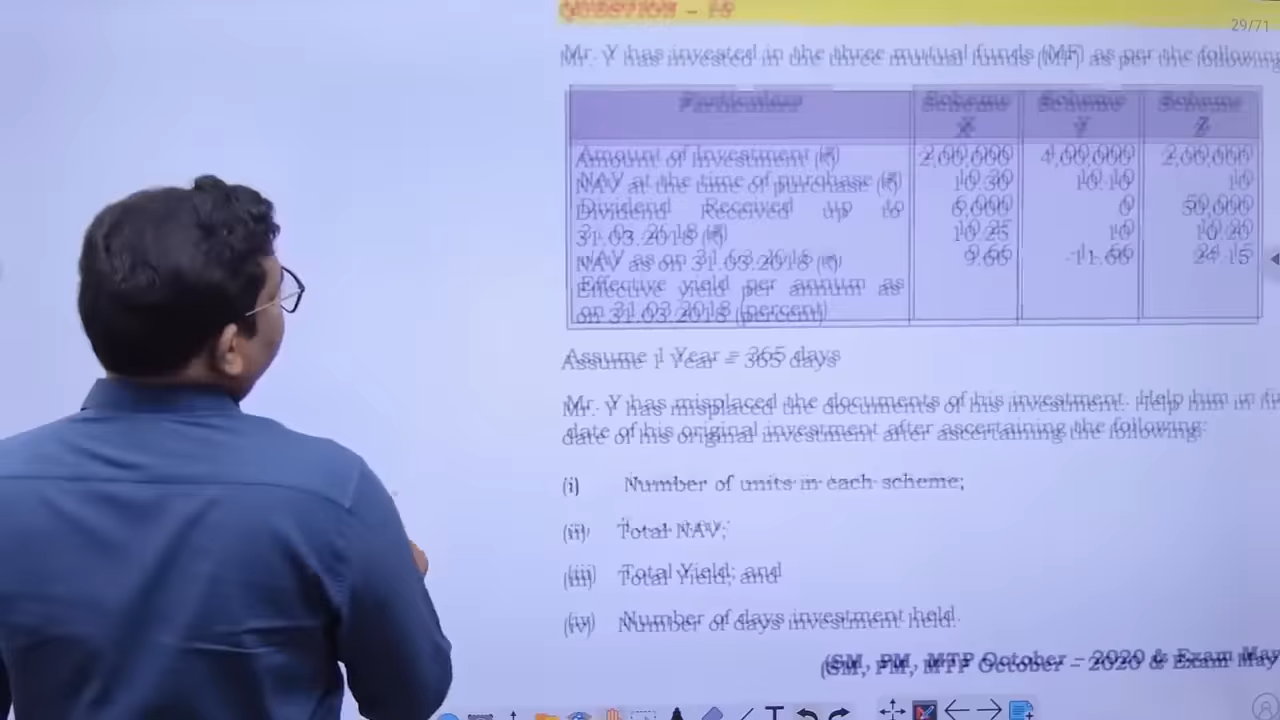 QUESTION – 18
29/71
Mr. Y has invested in the three mutual funds (MF) as per the following
Particulars Scheme X Scheme Y Scheme Z
Amount of Investment (₹) 2,00,000 4,00,000 2,00,000
NAV at the time of purchase (₹) 10.30 10.10 10
Dividend Received up to 31.03.2018 (₹) 6,000 0 50,000
NAV as on 31.03.2018 (₹) 10.25 10 10.20
Effective yield per annum as on 31.03.2018 (percent) 9.66 -11.66 24.15
Assume 1 Year = 365 days
Mr. Y has misplaced the documents of his investment. Help him in
date of his original investment after ascertaining the following:
(i) Number of units in each scheme;
(ii) Total NAV;
(iii) Total Yield; and
(iv) Number of days investment held.
(SM, PM, MTP October – 2020 & Exam May